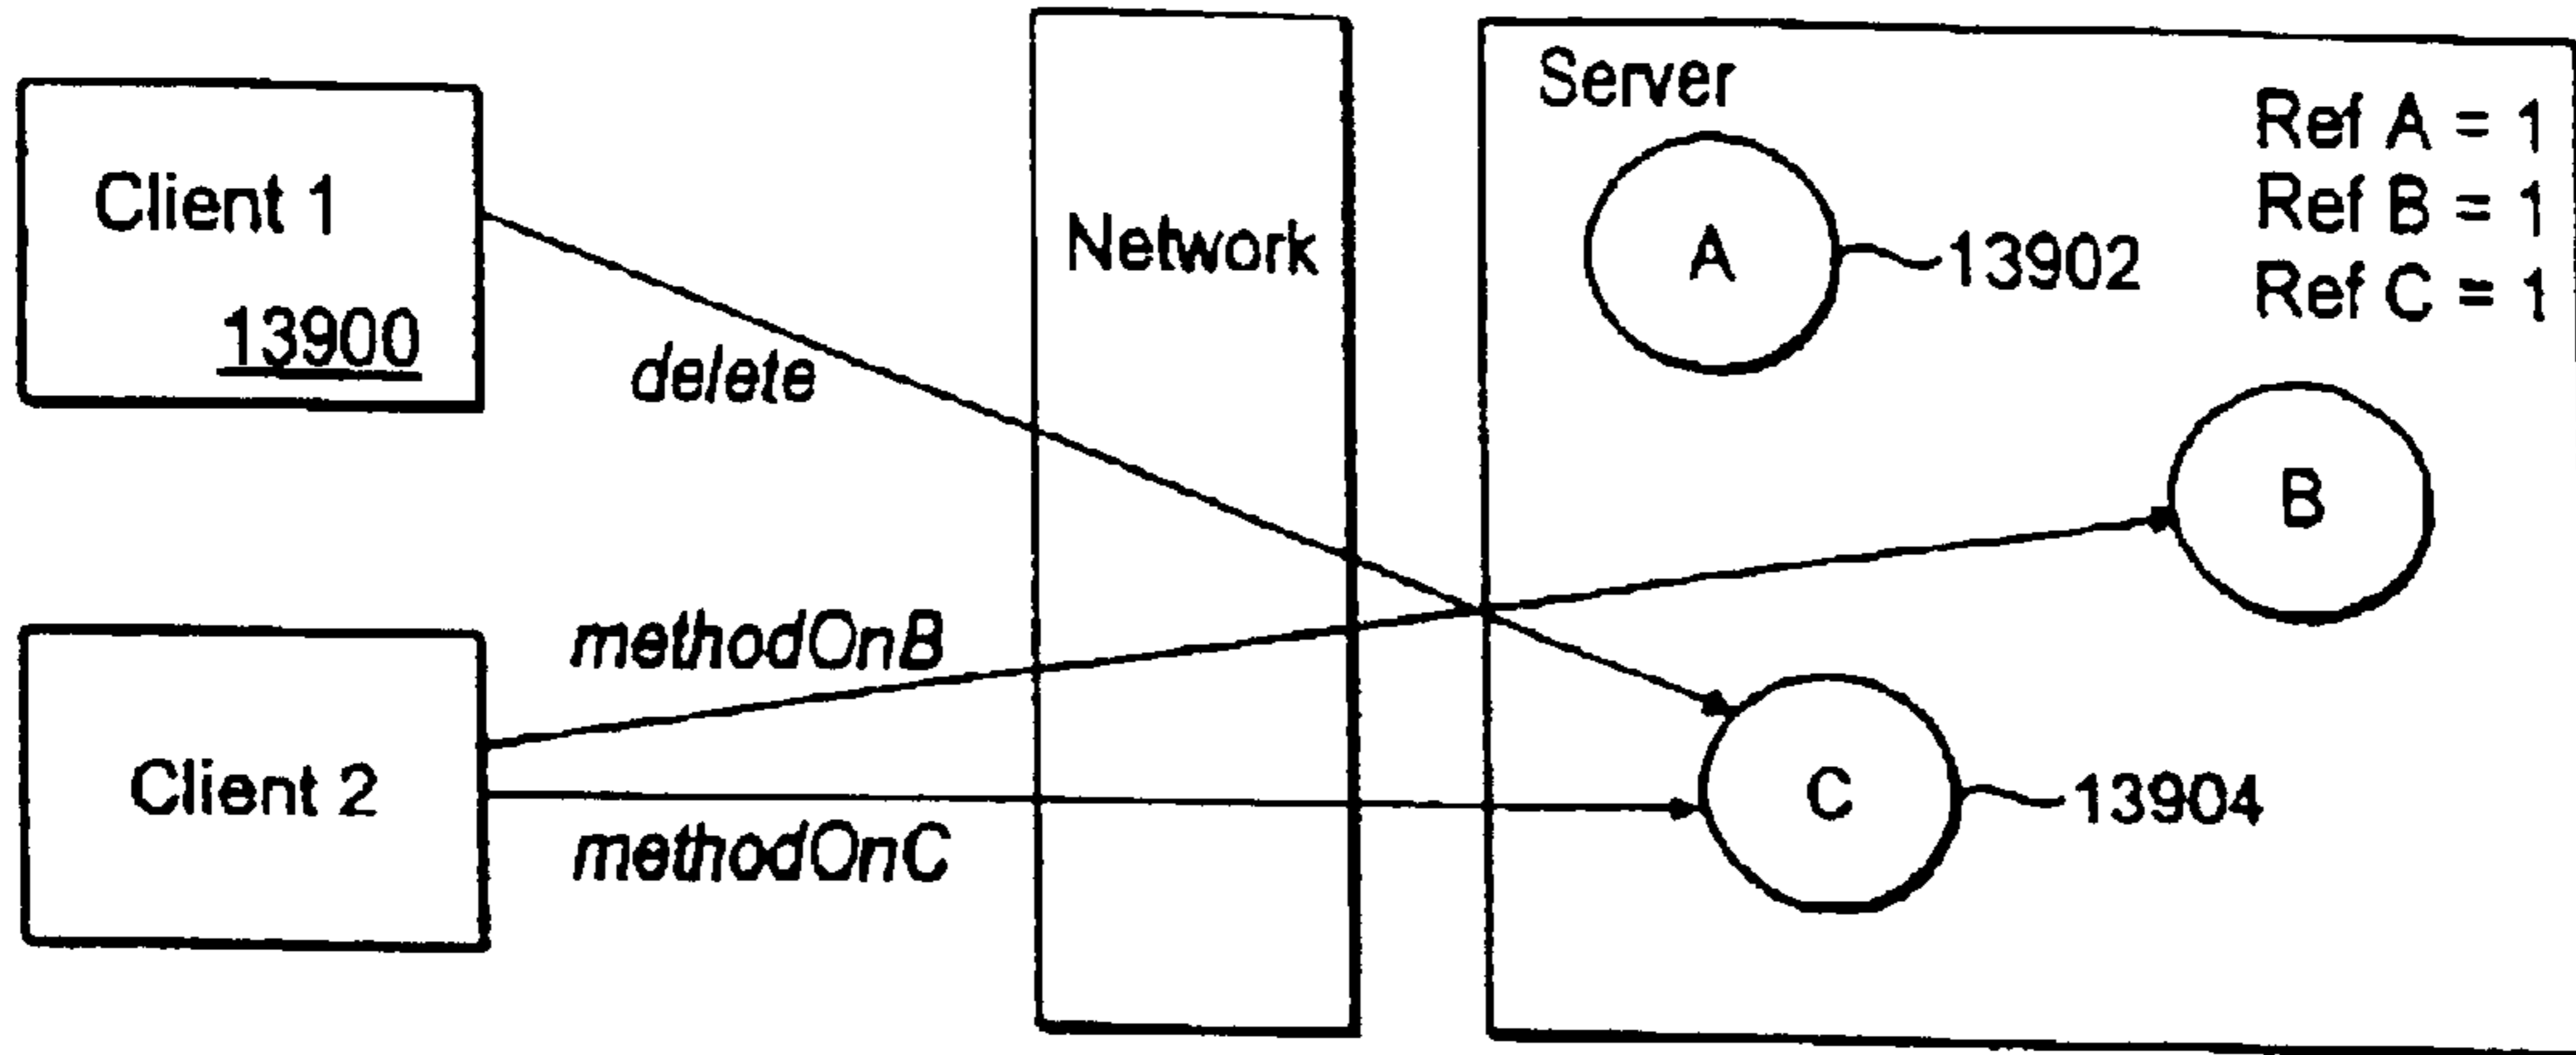 Client 1
13900
delete
Network
Server
Ref A = 1
Ref B = 1
Ref C = 1
A
13902
B
methodOnB
Client 2
methodOnC
C
13904